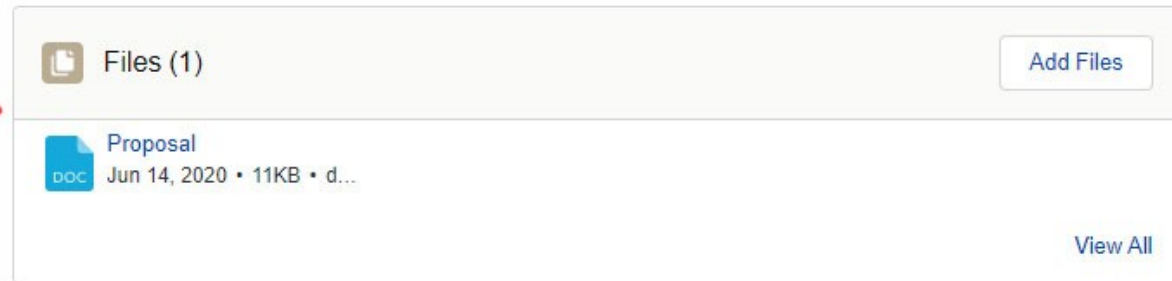 Files (1)
Add Files
Proposal
DOC
Jun 14, 2020 • 11KB • d...
View All